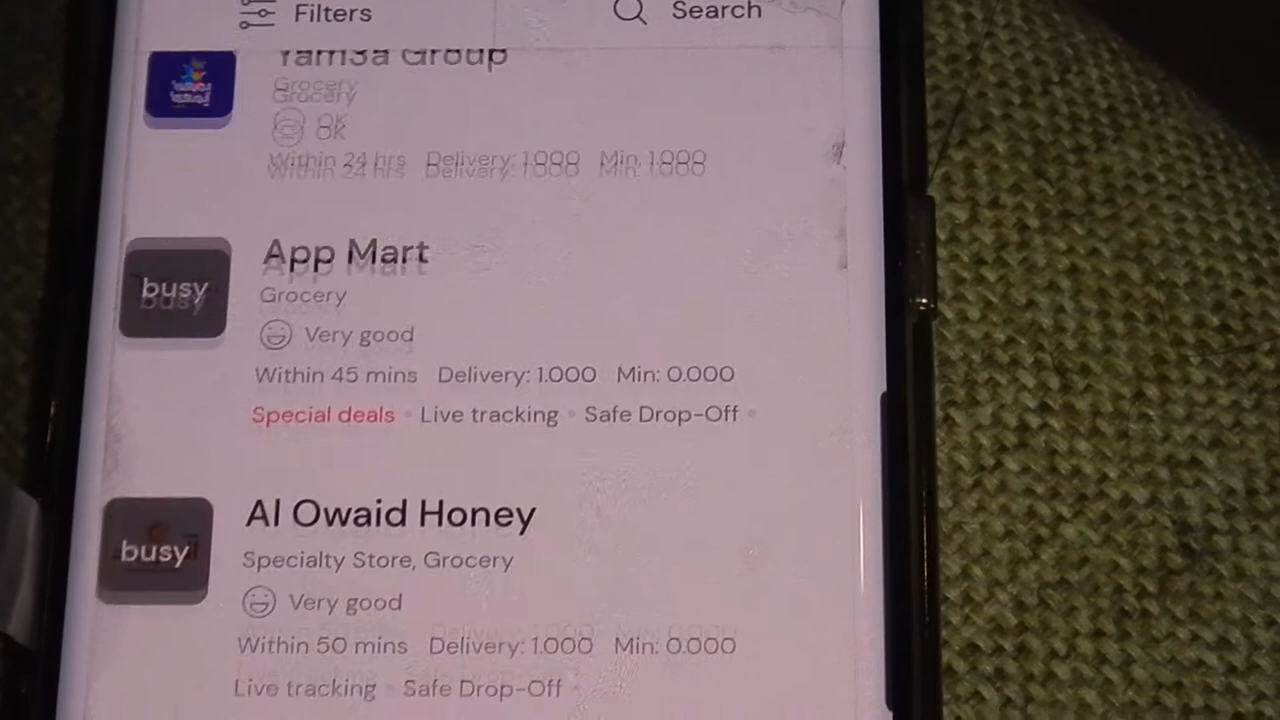 Filters
Search
Yam3a Group
Grocery
OK
Within 24 hrs Delivery: 1.000 Min: 1.000
busy
App Mart
Grocery
Very good
Within 45 mins Delivery: 1.000 Min: 0.000
Special deals • Live tracking • Safe Drop-Off •
busy
Al Owaid Honey
Specialty Store, Grocery
Very good
Within 50 mins Delivery: 1.000 Min: 0.000
Live tracking • Safe Drop-Off •